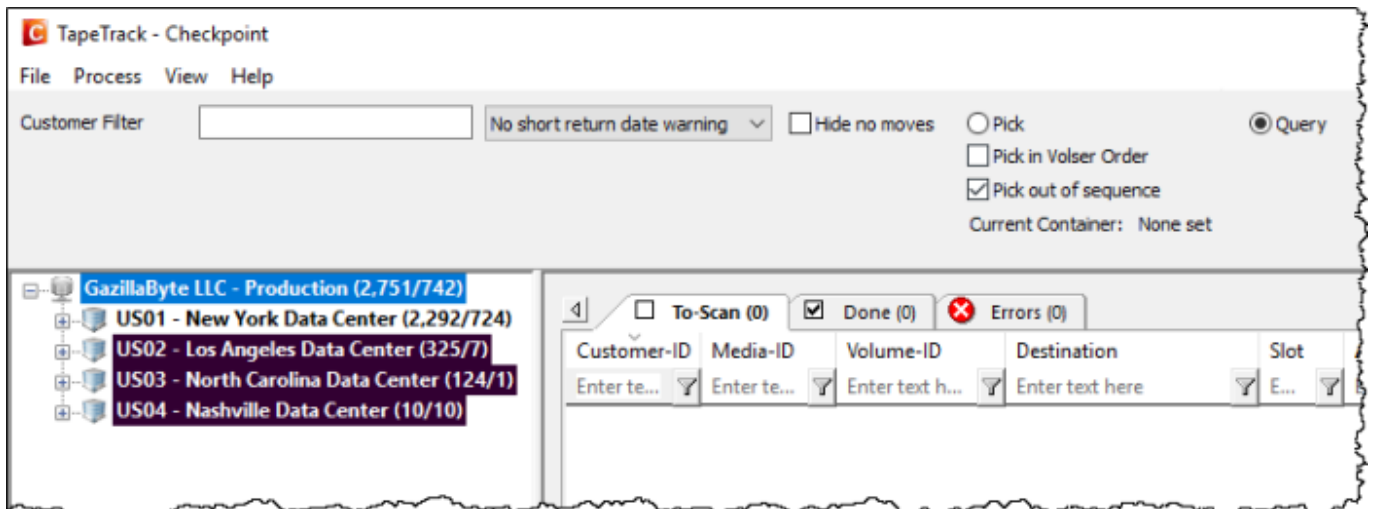 TapeTrack - Checkpoint
File Process View Help
Customer Filter No short return date warning Hide no moves Pick Query
Pick in Volser Order
Pick out of sequence
Current Container: None set
GazillaByte LLC - Production (2,751/742)
US01 - New York Data Center (2,292/724)
US02 - Los Angeles Data Center (325/7)
US03 - North Carolina Data Center (124/1)
US04 - Nashville Data Center (10/10)
To-Scan (0) Done (0) Errors (0)
Customer-ID Media-ID Volume-ID Destination Slot
Enter te... Enter te... Enter text h... Enter text here E...